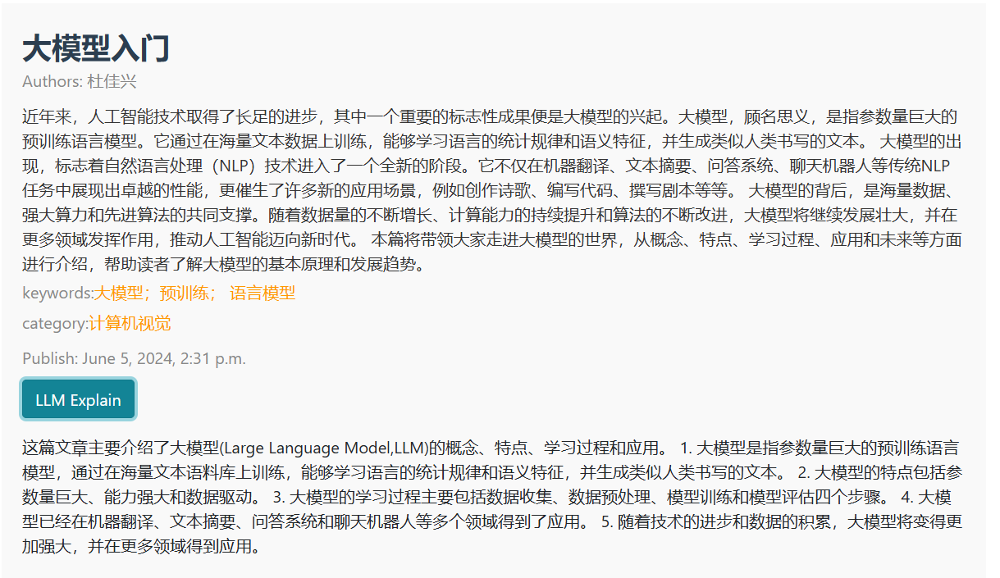 大模型入门
Authors: 杜佳兴
近年来，人工智能技术取得了长足的进步，其中一个重要的标志性成果便是大模型的兴起。大模型，顾名思义，是指参数量巨大的
预训练语言模型。它通过在海量文本数据上训练，能够学习语言的统计规律和语义特征，并生成类似人类书写的文本。 大模型的出
现，标志着自然语言处理（NLP）技术进入了一个全新的阶段。它不仅在机器翻译、文本摘要、问答系统、聊天机器人等传统NLP
任务中展现出卓越的性能，更催生了许多新的应用场景，例如创作诗歌、编写代码、撰写剧本等等。 大模型的背后，是海量数据、
强大算力和先进算法的共同支撑。随着数据量的不断增长、计算能力的持续提升和算法的不断改进，大模型将继续发展壮大，并在
更多领域发挥作用，推动人工智能迈向新时代。 本篇将带领大家走进大模型的世界，从概念、特点、学习过程、应用和未来等方面
进行介绍，帮助读者了解大模型的基本原理和发展趋势。
keywords:大模型；预训练； 语言模型
category:计算机视觉
Publish: June 5, 2024, 2:31 p.m.
LLM Explain
这篇文章主要介绍了大模型(Large Language Model,LLM)的概念、特点、学习过程和应用。 1. 大模型是指参数量巨大的预训练语言
模型，通过在海量文本语料库上训练，能够学习语言的统计规律和语义特征，并生成类似人类书写的文本。 2. 大模型的特点包括参
数量巨大、能力强大和数据驱动。 3. 大模型的学习过程主要包括数据收集、数据预处理、模型训练和模型评估四个步骤。 4. 大模
型已经在机器翻译、文本摘要、问答系统和聊天机器人等多个领域得到了应用。 5. 随着技术的进步和数据的积累，大模型将变得更
加强大，并在更多领域得到应用。